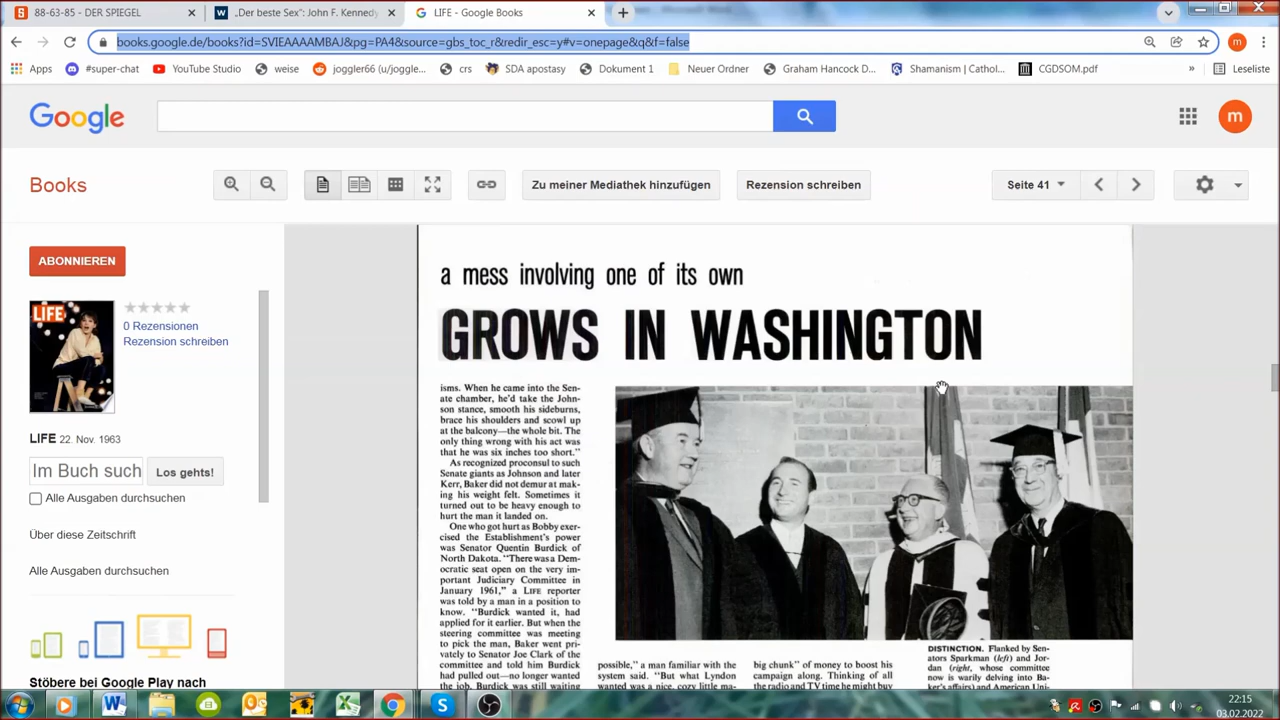 88-63-85 - DER SPIEGEL
„Der beste Sex": John F. Kennedy
LIFE - Google Books
books.google.de/books?id=SVIEAAAAMBAJ&pg=PA4&source=gbs_toc_r&redir_esc=y#v=onepage&q&f=false
m
Apps
#super-chat
YouTube Studio
weise
joggler66 (u/joggle...
crs
SDA apostasy
Dokument 1
Neuer Ordner
Graham Hancock D...
Shamanism | Cathol...
CGDSOM.pdf
»
Leseliste
Google
m
Books
Zu meiner Mediathek hinzufügen
Rezension schreiben
Seite 41
ABONNIEREN
LIFE
0 Rezensionen
Rezension schreiben
LIFE 22. Nov. 1963
Im Buch such
Los gehts!
Alle Ausgaben durchsuchen
Über diese Zeitschrift
Alle Ausgaben durchsuchen
Stöbere bei Google Play nach
a mess involving one of its own
GROWS IN WASHINGTON
isms. When he came into the Sen-
ate chamber, he'd take the John-
son stance, smooth his sideburns,
brace his shoulders and scowl up
at the balcony—the whole bit. The
only thing wrong with his act was
that he was six inches too short."
As recognized proconsul to such
Senate giants as Johnson and later
Kerr, Baker did not demur at mak-
ing his weight felt. Sometimes it
turned out to be heavy enough to
hurt the man it landed on.
One who got hurt as Bobby exer-
cised the Establishment's power
was Senator Quentin Burdick of
North Dakota. "There was a Dem-
ocratic seat open on the very im-
portant Judiciary Committee in
January 1961," a LIFE reporter
was told by a man in a position to
know. "Burdick wanted it, had
applied for it earlier. But when the
steering committee was meeting
to pick the man, Baker went pri-
vately to Senator Joe Clark of the
committee and told him Burdick
had pulled out—no longer wanted
the job. Burdick was still waiting
possible," a man familiar with the
system said. "But what Lyndon
wanted was a nice, cozy little ma-
big chunk" of money to boost his
campaign along. Thinking of all
the radio and TV time he might buy
DISTINCTION. Flanked by Sen-
ators Sparkman (left) and Jor-
dan (right, whose committee
now is warily delving into Ba-
ker's affairs) and American Uni-
22:15
03.02.2022